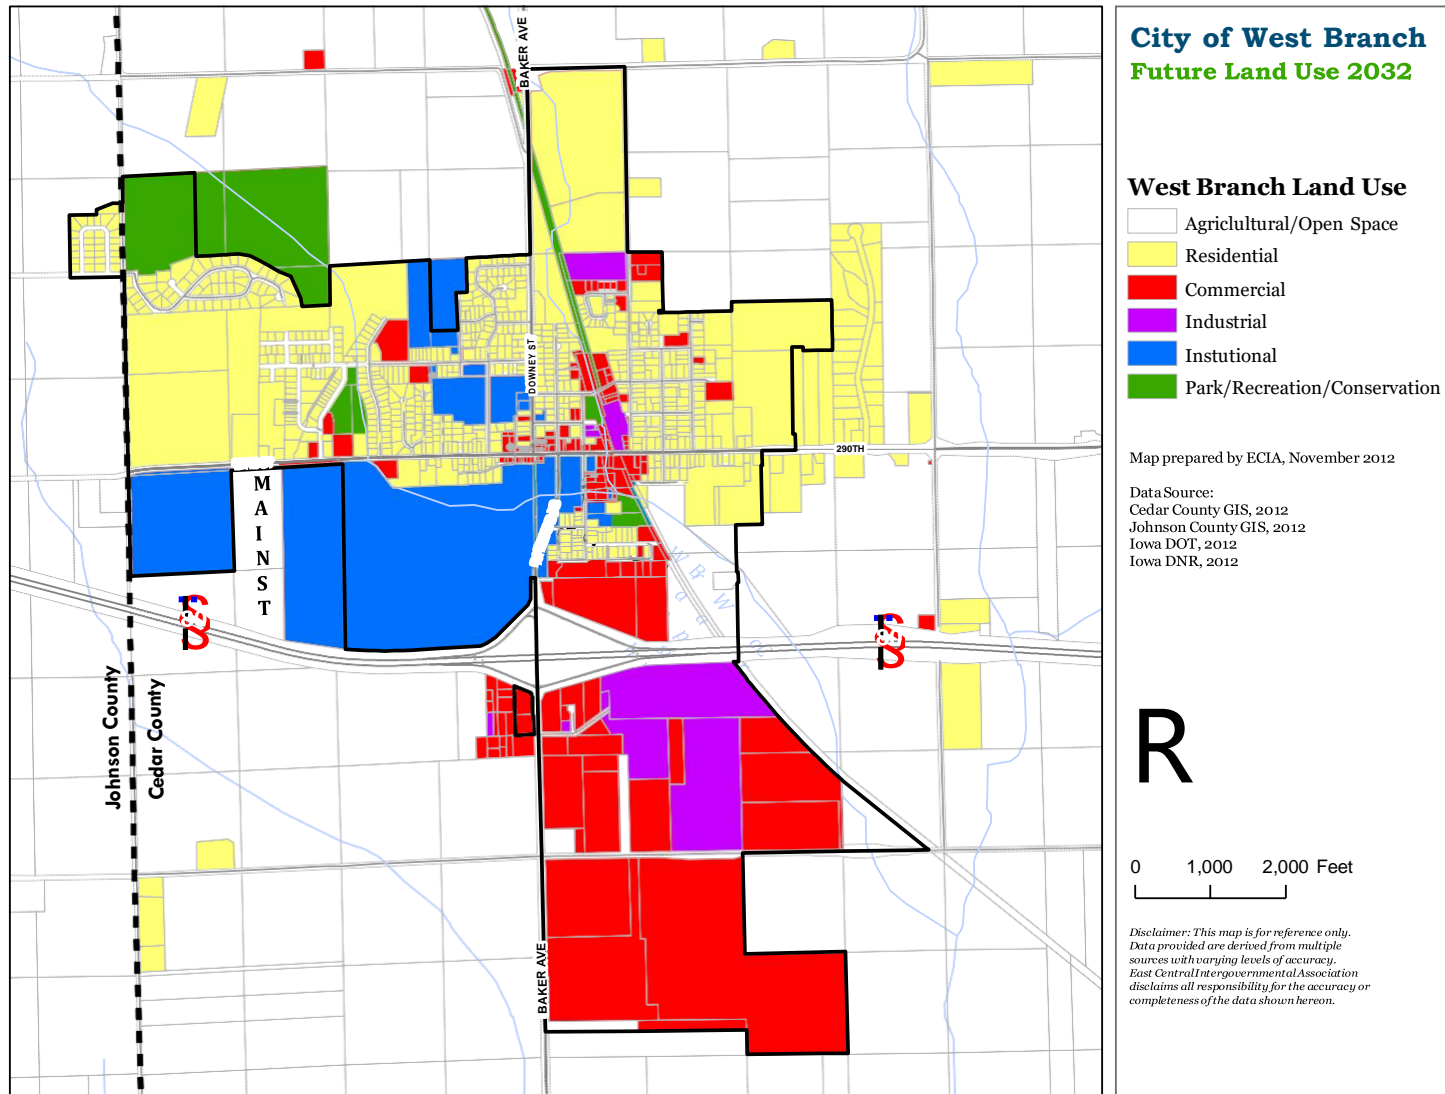 City of West Branch
Future Land Use 2032
West Branch Land Use
Agriclultural/Open Space
Residential
Commercial
Industrial
Instutional
Park/Recreation/Conservation
Map prepared by ECIA, November 2012
Data Source:
Cedar County GIS, 2012
Johnson County GIS, 2012
Iowa DOT, 2012
Iowa DNR, 2012
R
0 1,000 2,000 Feet
Disclaimer: This map is for reference only.
Data provided are derived from multiple
sources with varying levels of accuracy.
East Central Intergovernmental Association
disclaims all responsibility for the accuracy or
completeness of the data shown hereon.
BAKER AVE
DOWNEY ST
290TH
MAIN ST
Johnson County
Cedar County
BAKER AVE